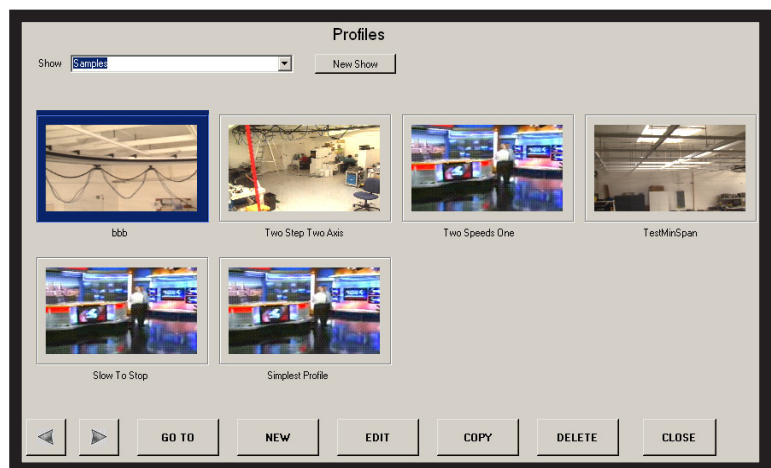 Profiles
Show Samples New Show
bbb Two Step Two Axis Two Speeds One TestMinSpan
Slow To Stop Simplest Profile
GO TO NEW EDIT COPY DELETE CLOSE